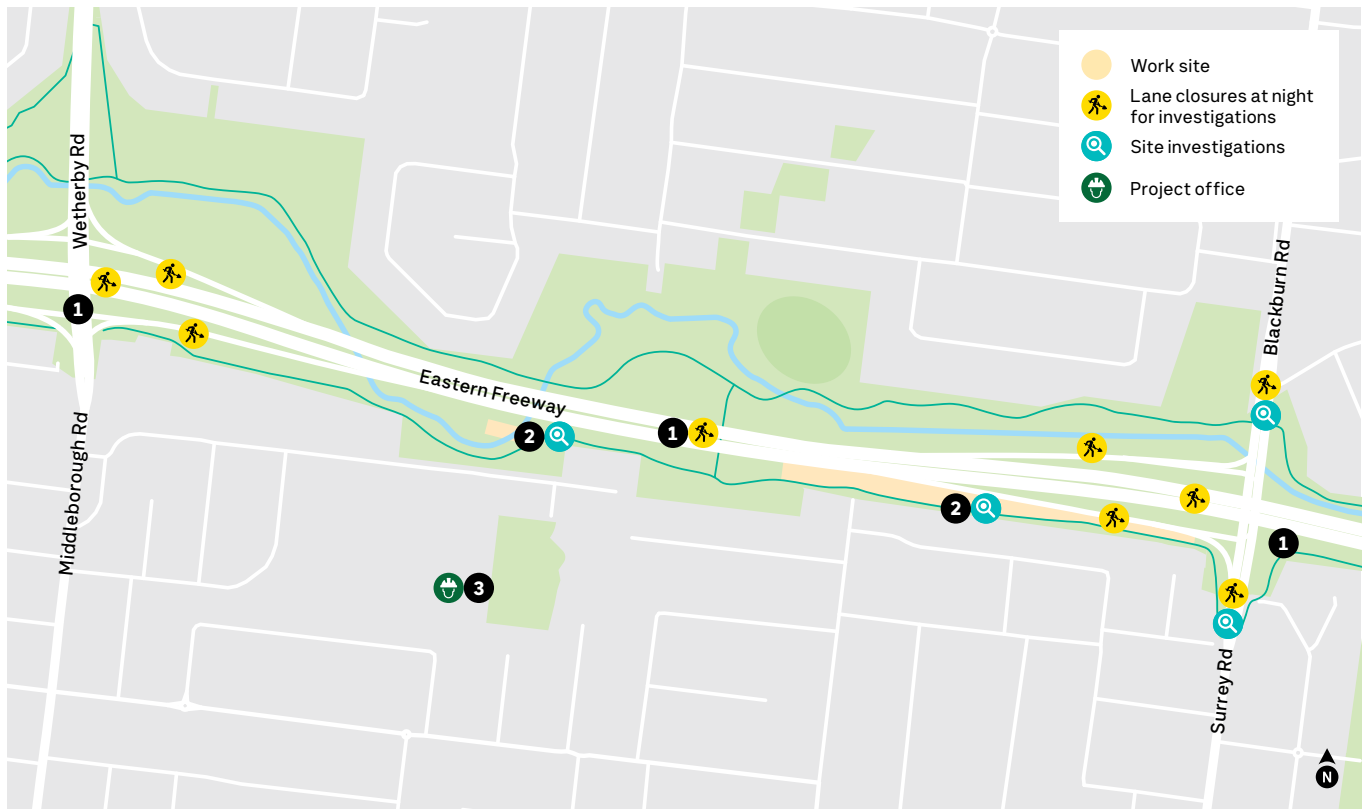 Work site
Lane closures at night
for investigations
Site investigations
Project office
Wetherby Rd
Blackburn Rd
1
Eastern Freeway
2
1
Middleborough Rd
2
1
3
Surrey Rd
N